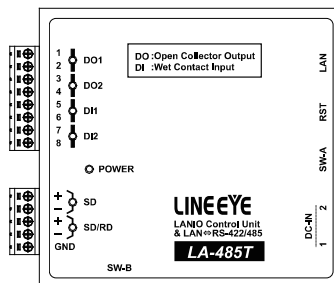 1
2
DO1
3
4
DO2
5
6
DI1
7
8
DI2
DO :Open Collector Output
DI :Wet Contact Input
LAN
RST
SW-A
DC-IN
1 2
POWER
+
−
SD
+
−
SD/RD
GND
SW-B
LINEEYE
LANIO Control Unit
& LAN⇔RS-422/485
LA-485T